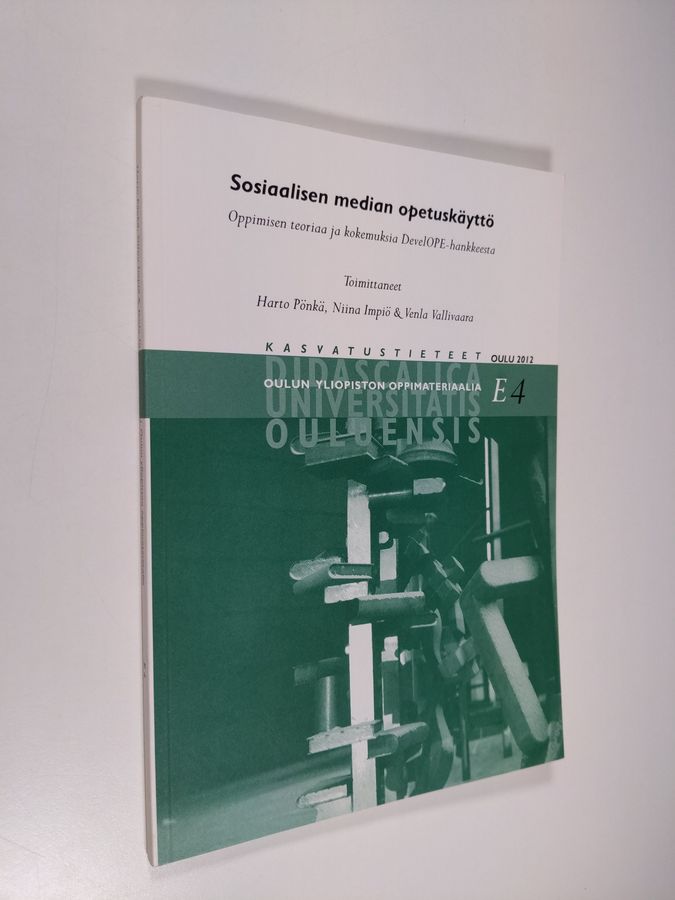 Sosiaalisen median opetuskäyttö
Oppimisen teoriaa ja kokemuksia DevelOPE-hankkeesta
Toimittaneet
Harto Pönkä, Niina Impiö & Venla Vallivaara
KASVATUSTIETEET OULU 2012
DIDASCALICA
OULUN YLIOPISTON OPPIMATERIAALIA E4
UNIVERSITATIS
OULUENSIS
E4